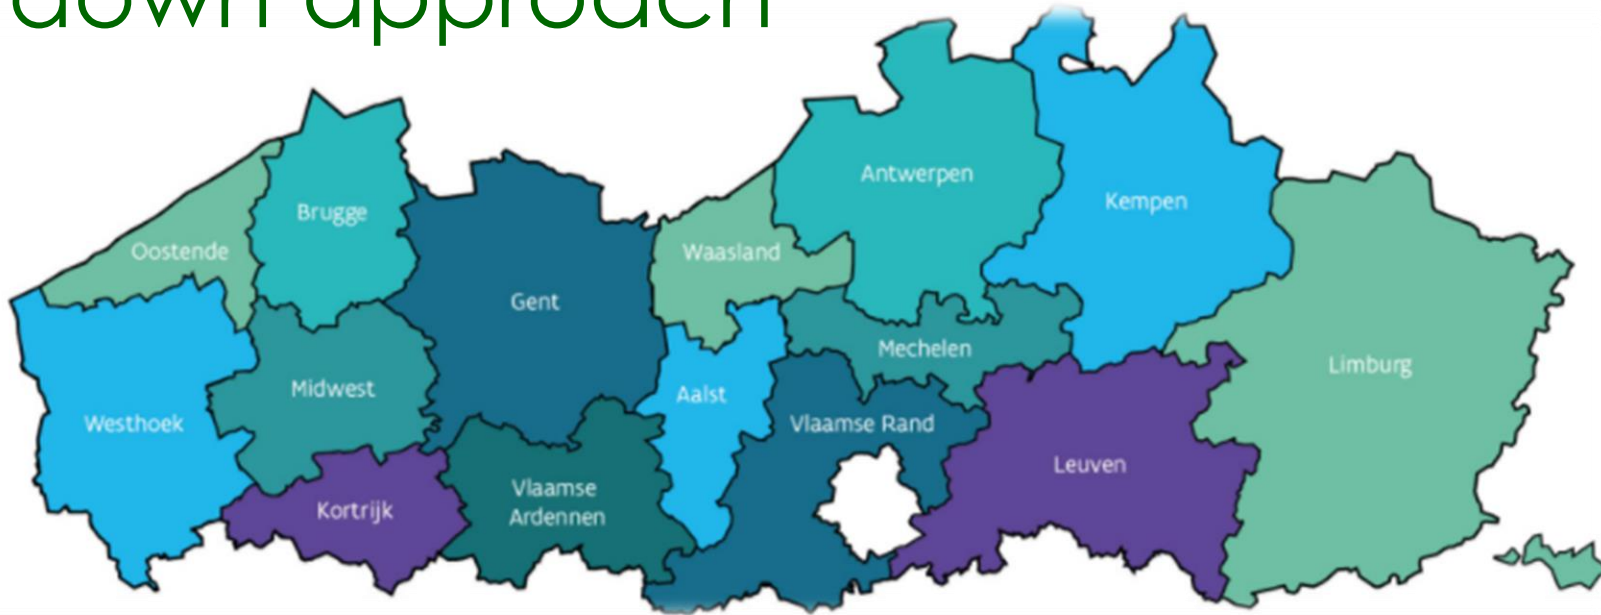 down approach
Antwerpen
Kempen
Brugge
Oostende
Waasland
Gent
Mechelen
Limburg
Midwest
Aalst
Westhoek
Vlaamse Rand
Leuven
Vlaamse
Ardennen
Kortrijk